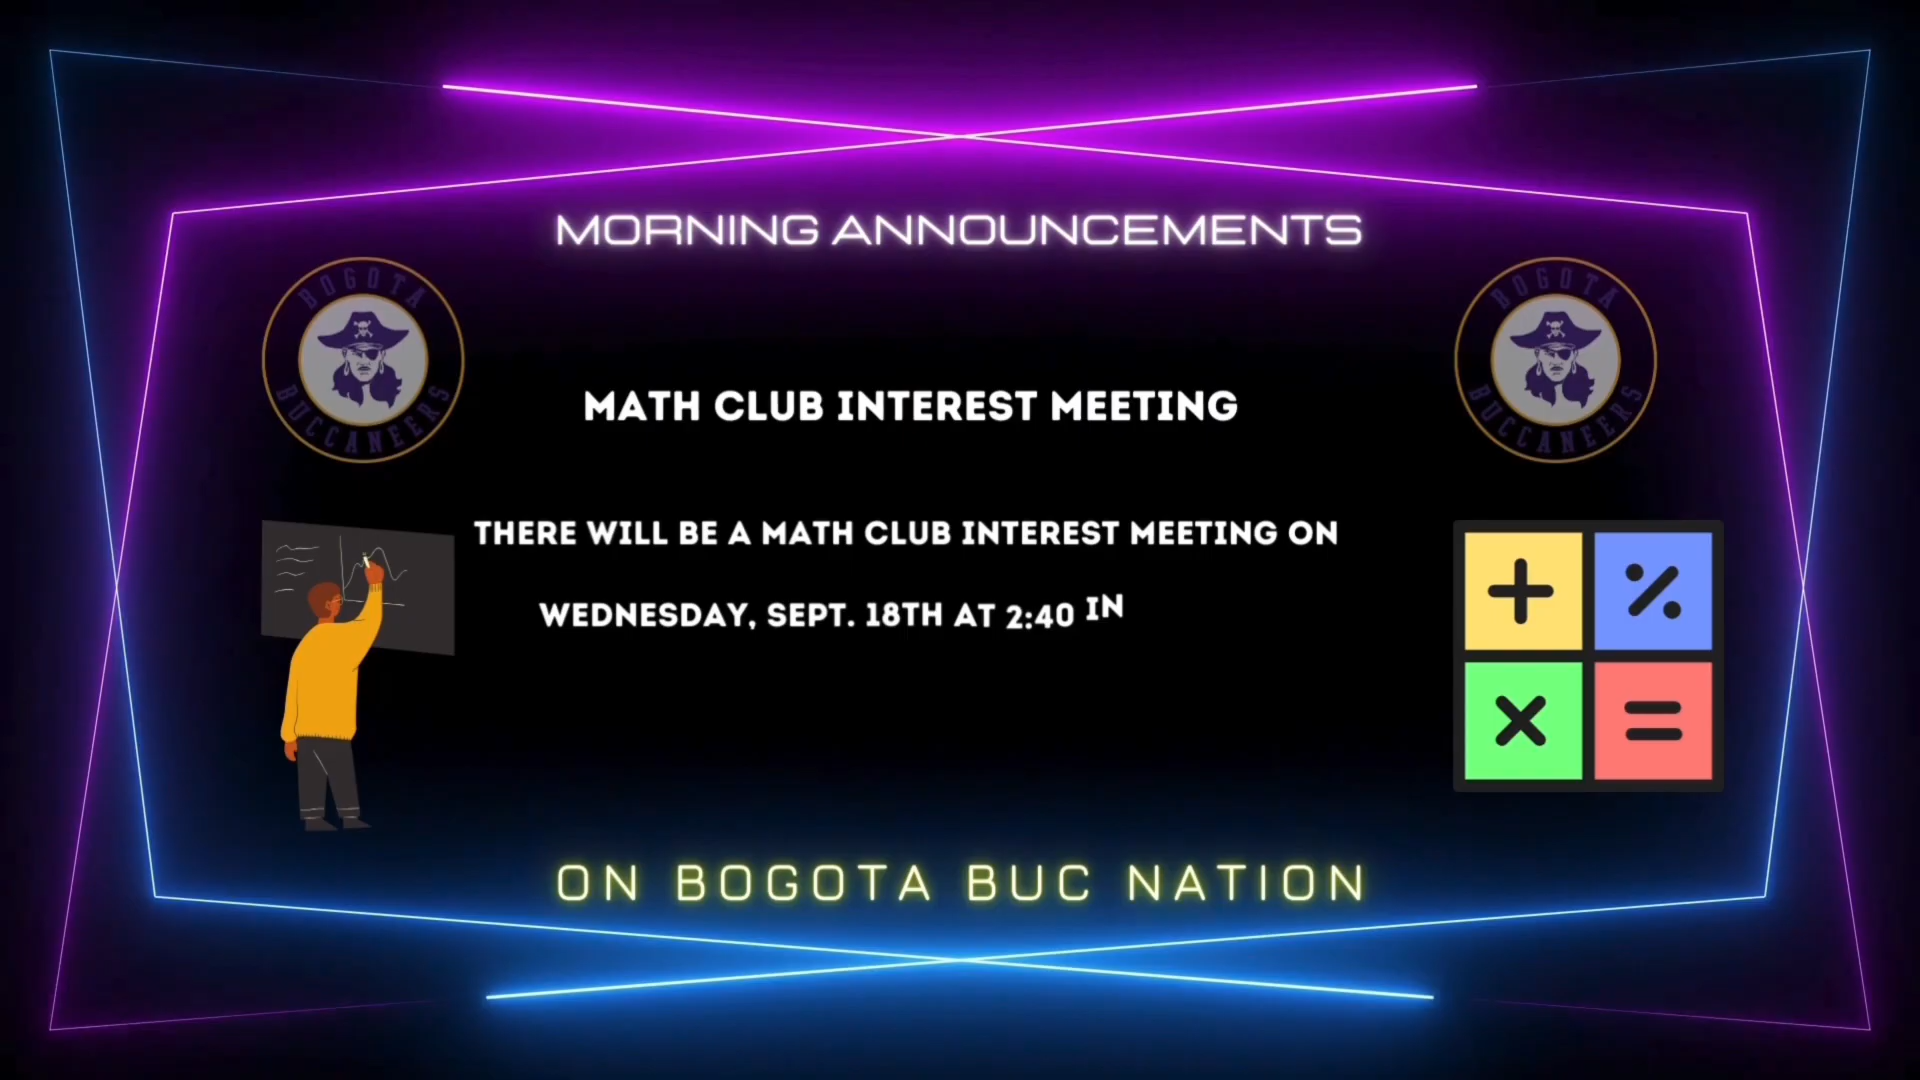 MORNING ANNOUNCEMENTS
BOGOTA
BUCCANEERS
BOGOTA
BUCCANEERS
MATH CLUB INTEREST MEETING
THERE WILL BE A MATH CLUB INTEREST MEETING ON
WEDNESDAY, SEPT. 18TH AT 2:40 IN
+ %
× =
ON BOGOTA BUC NATION